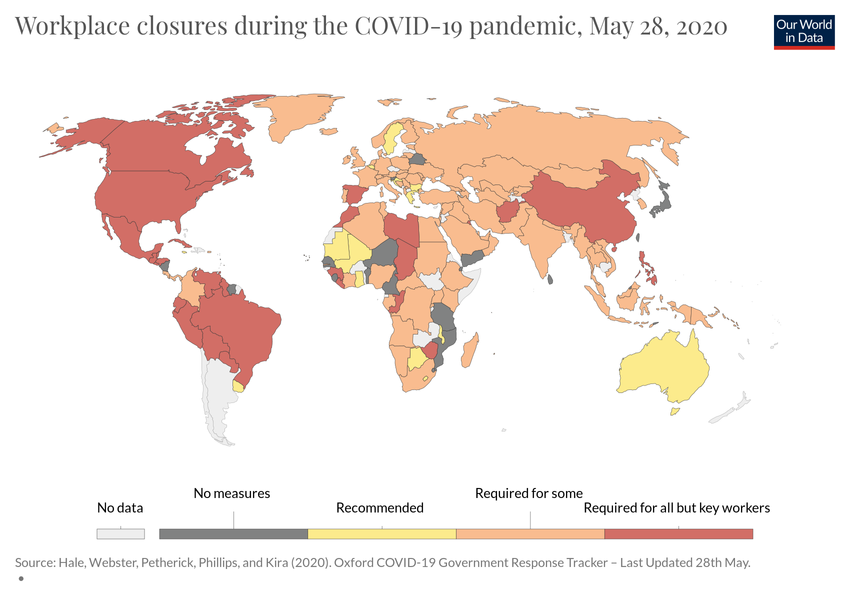 Workplace closures during the COVID-19 pandemic, May 28, 2020
Our World
in Data
No data
No measures
Recommended
Required for some
Required for all but key workers
Source: Hale, Webster, Petherick, Phillips, and Kira (2020). Oxford COVID-19 Government Response Tracker – Last Updated 28th May.
•